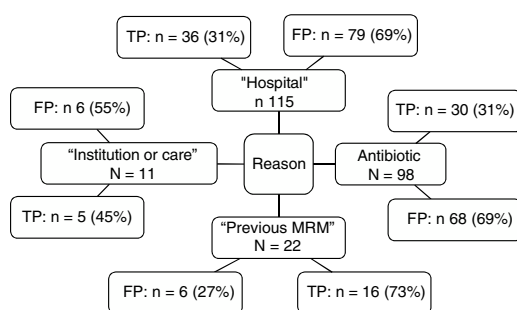 TP: n = 36 (31%)
FP: n = 79 (69%)
"Hospital"
n 115
FP: n 6 (55%)
TP: n = 30 (31%)
“Institution or care”
N = 11
Reason
Antibiotic
N = 98
TP: n = 5 (45%)
FP: n = 68 (69%)
“Previous MRM”
N = 22
FP: n = 6 (27%)
TP: n = 16 (73%)